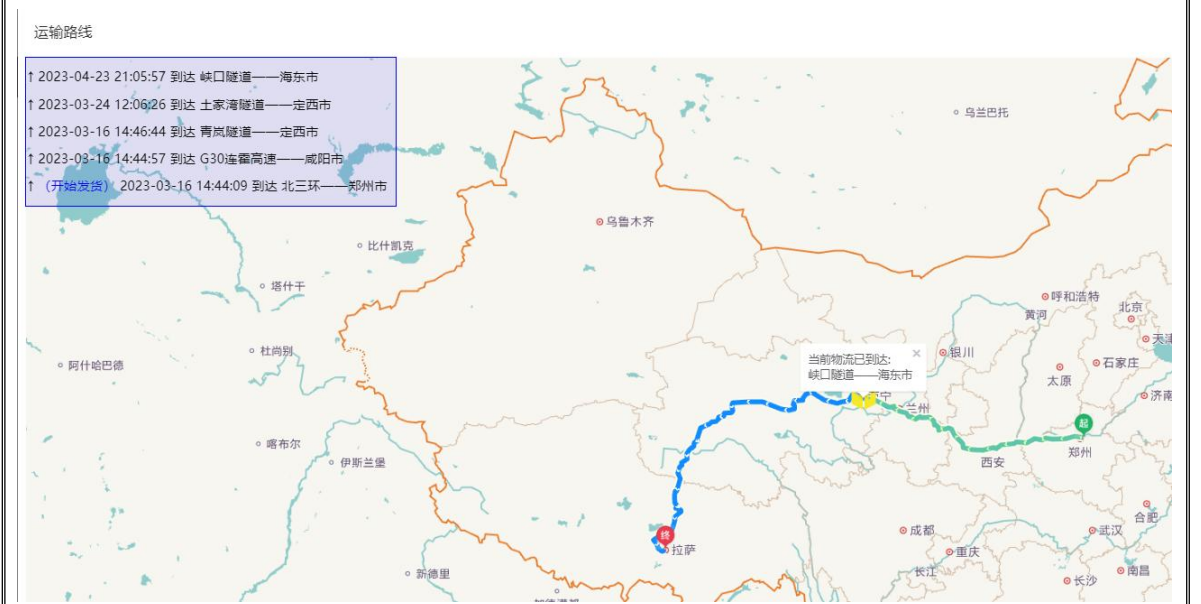 运输路线
↑ 2023-04-23 21:05:57 到达 峡口隧道——海东市
↑ 2023-03-24 12:06:26 到达 土家湾隧道——定西市
↑ 2023-03-16 14:46:44 到达 青岚隧道——定西市
↑ 2023-03-16 14:44:57 到达 G30连霍高速——咸阳市
↑ （开始发货） 2023-03-16 14:44:09 到达 北三环——郑州市
乌兰巴托
乌鲁木齐
比什凯克
塔什干
呼和浩特
北京
黄河
天津
杜尚别
阿什哈巴德
当前物流已到达:
×
峡口隧道——海东市
银川
石家庄
太原
济南
兰州
起
郑州
喀布尔
伊斯兰堡
西安
合肥
武汉
成都
终
拉萨
重庆
新德里
长江
南昌
长沙